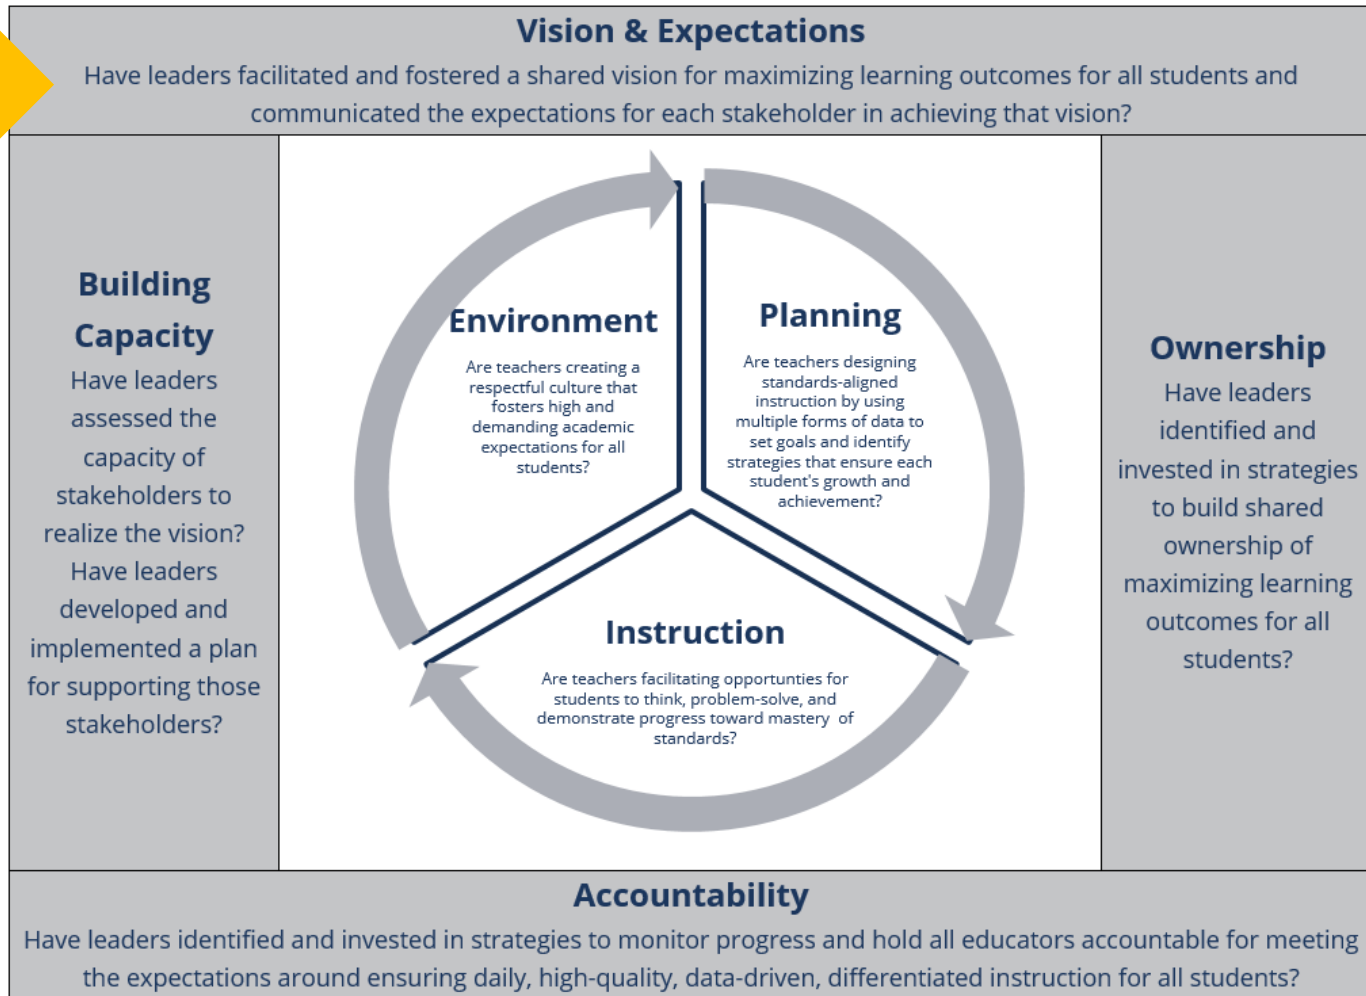 Vision & Expectations
Have leaders facilitated and fostered a shared vision for maximizing learning outcomes for all students and
communicated the expectations for each stakeholder in achieving that vision?
Building
Capacity
Have leaders
assessed the
capacity of
stakeholders to
realize the vision?
Have leaders
developed and
implemented a plan
for supporting those
stakeholders?
Environment
Are teachers creating a
respectful culture that
fosters high and
demanding academic
expectations for all
students?
Planning
Are teachers designing
standards-aligned
instruction by using
multiple forms of data to
set goals and identify
strategies that ensure each
student's growth and
achievement?
Instruction
Are teachers facilitating opportunities for
students to think, problem-solve, and
demonstrate progress toward mastery of
standards?
Ownership
Have leaders
identified and
invested in strategies
to build shared
ownership of
maximizing learning
outcomes for all
students?
Accountability
Have leaders identified and invested in strategies to monitor progress and hold all educators accountable for meeting
the expectations around ensuring daily, high-quality, data-driven, differentiated instruction for all students?